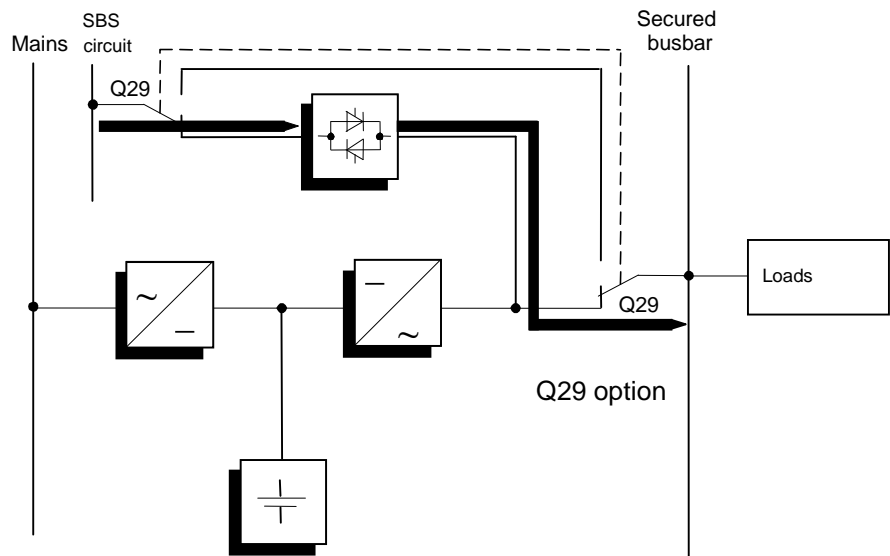 SBS
circuit
Mains
Secured
busbar
Q29
~
–
–
~
Loads
Q29
Q29 option